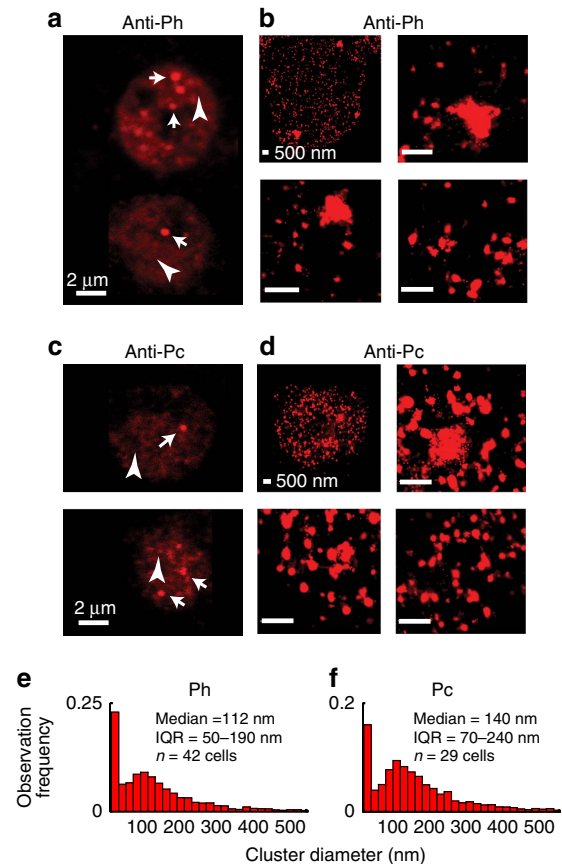 a
Anti-Ph
2 μm
b
Anti-Ph
500 nm
c
Anti-Pc
2 μm
d
Anti-Pc
500 nm
e
Ph
Observation
frequency
0.25
0
Median =112 nm
IQR = 50–190 nm
n = 42 cells
100 200 300 400 500
f
Pc
0.2
0
Median = 140 nm
IQR = 70–240 nm
n = 29 cells
100 200 300 400 500
Cluster diameter (nm)